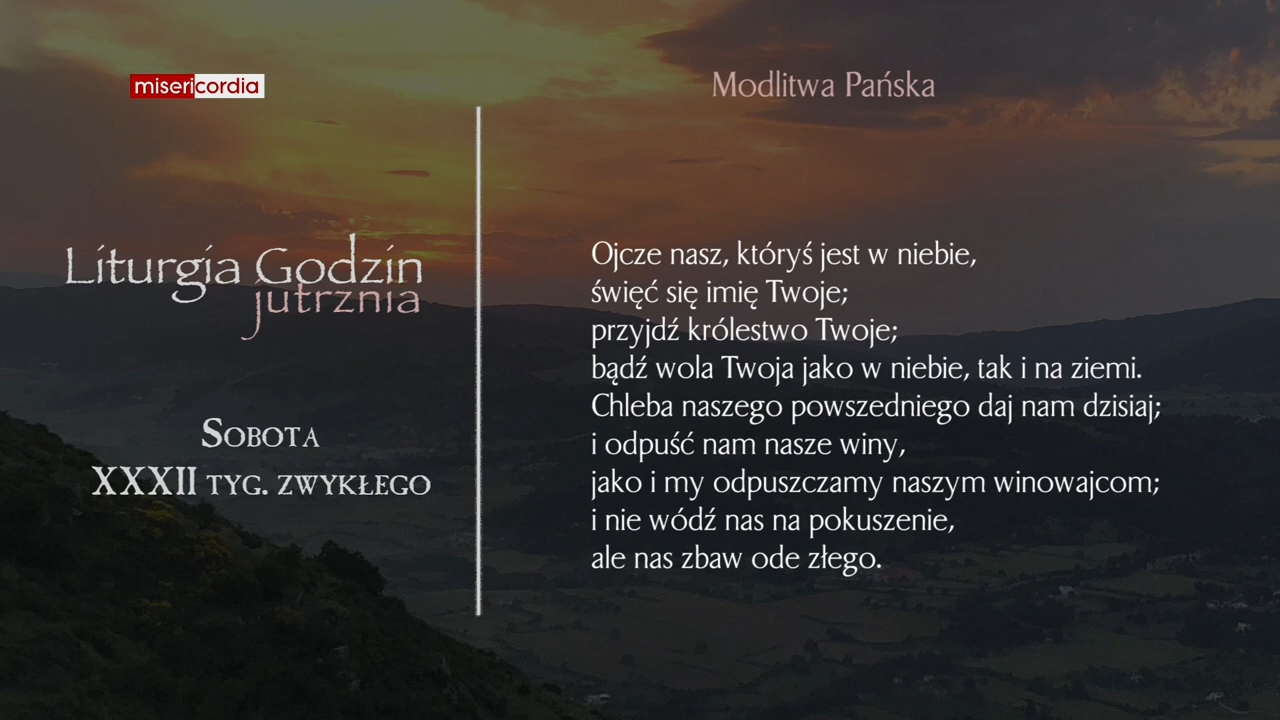 misericordia
Liturgia Godzin
jutrznia
Sobota
XXXII tyg. zwykłego
Modlitwa Pańska
Ojcze nasz, któryś jest w niebie,
święć się imię Twoje;
przyjdź królestwo Twoje;
bądź wola Twoja jako w niebie, tak i na ziemi.
Chleba naszego powszedniego daj nam dzisiaj;
i odpuść nam nasze winy,
jako i my odpuszczamy naszym winowajcom;
i nie wódź nas na pokuszenie,
ale nas zbaw ode złego.